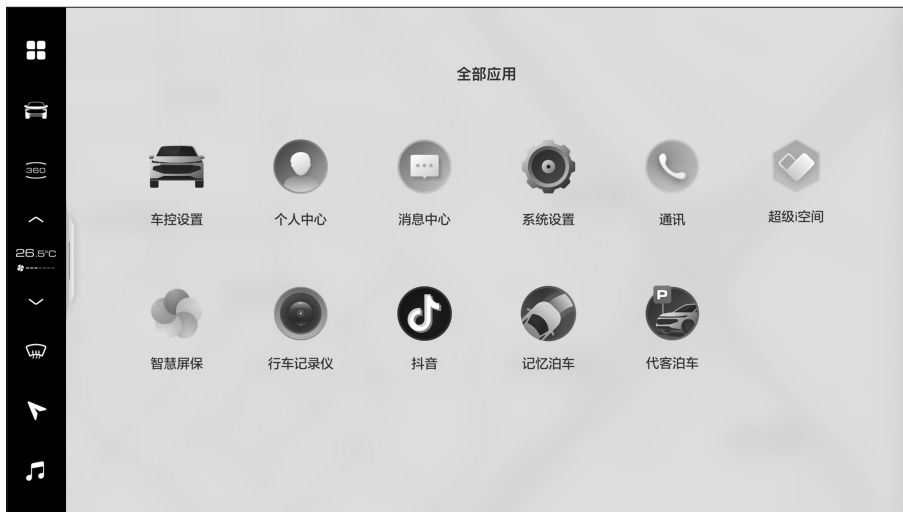 全部应用
360
26.5°C
车控设置
个人中心
消息中心
系统设置
通讯
超级i空间
P
智慧屏保
行车记录仪
抖音
记忆泊车
代客泊车